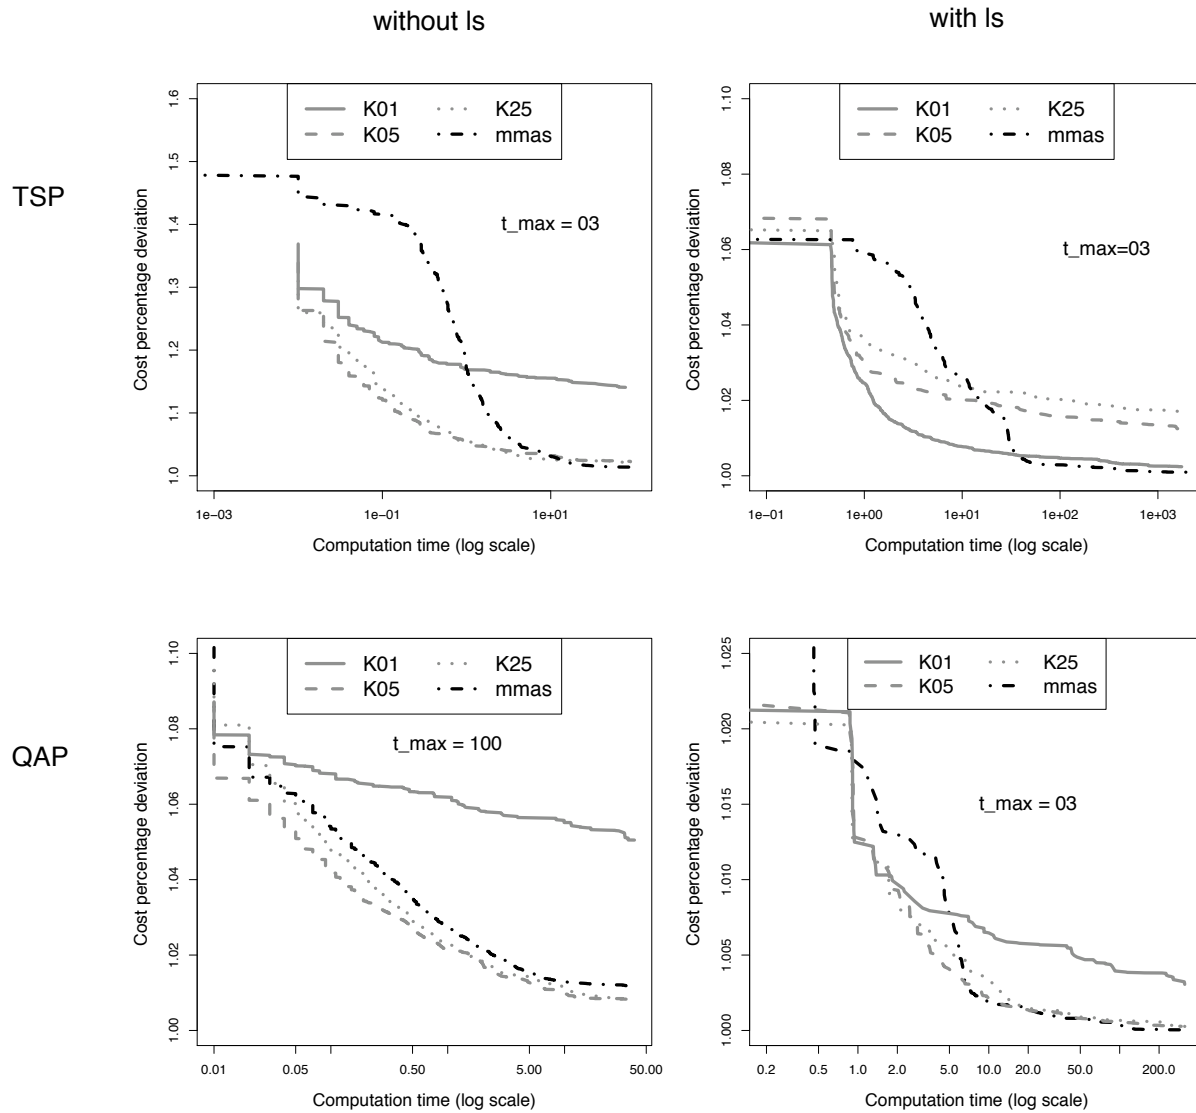 without ls
with ls
TSP
QAP
Cost percentage deviation
1.0
1.1
1.2
1.3
1.4
1.5
1.6
K01
K25
K05
mmas
t_max = 03
1e−03
1e−01
1e+01
Computation time (log scale)
Cost percentage deviation
1.00
1.02
1.04
1.06
1.08
1.10
K01
K25
K05
mmas
t_max=03
1e−01
1e+00
1e+01
1e+02
1e+03
Computation time (log scale)
Cost percentage deviation
1.00
1.02
1.04
1.06
1.08
1.10
K01
K25
K05
mmas
t_max = 100
0.01
0.05
0.50
5.00
50.00
Computation time (log scale)
Cost percentage deviation
1.000
1.005
1.010
1.015
1.020
1.025
K01
K25
K05
mmas
t_max = 03
0.2
0.5
1.0
2.0
5.0
10.0
20.0
50.0
200.0
Computation time (log scale)